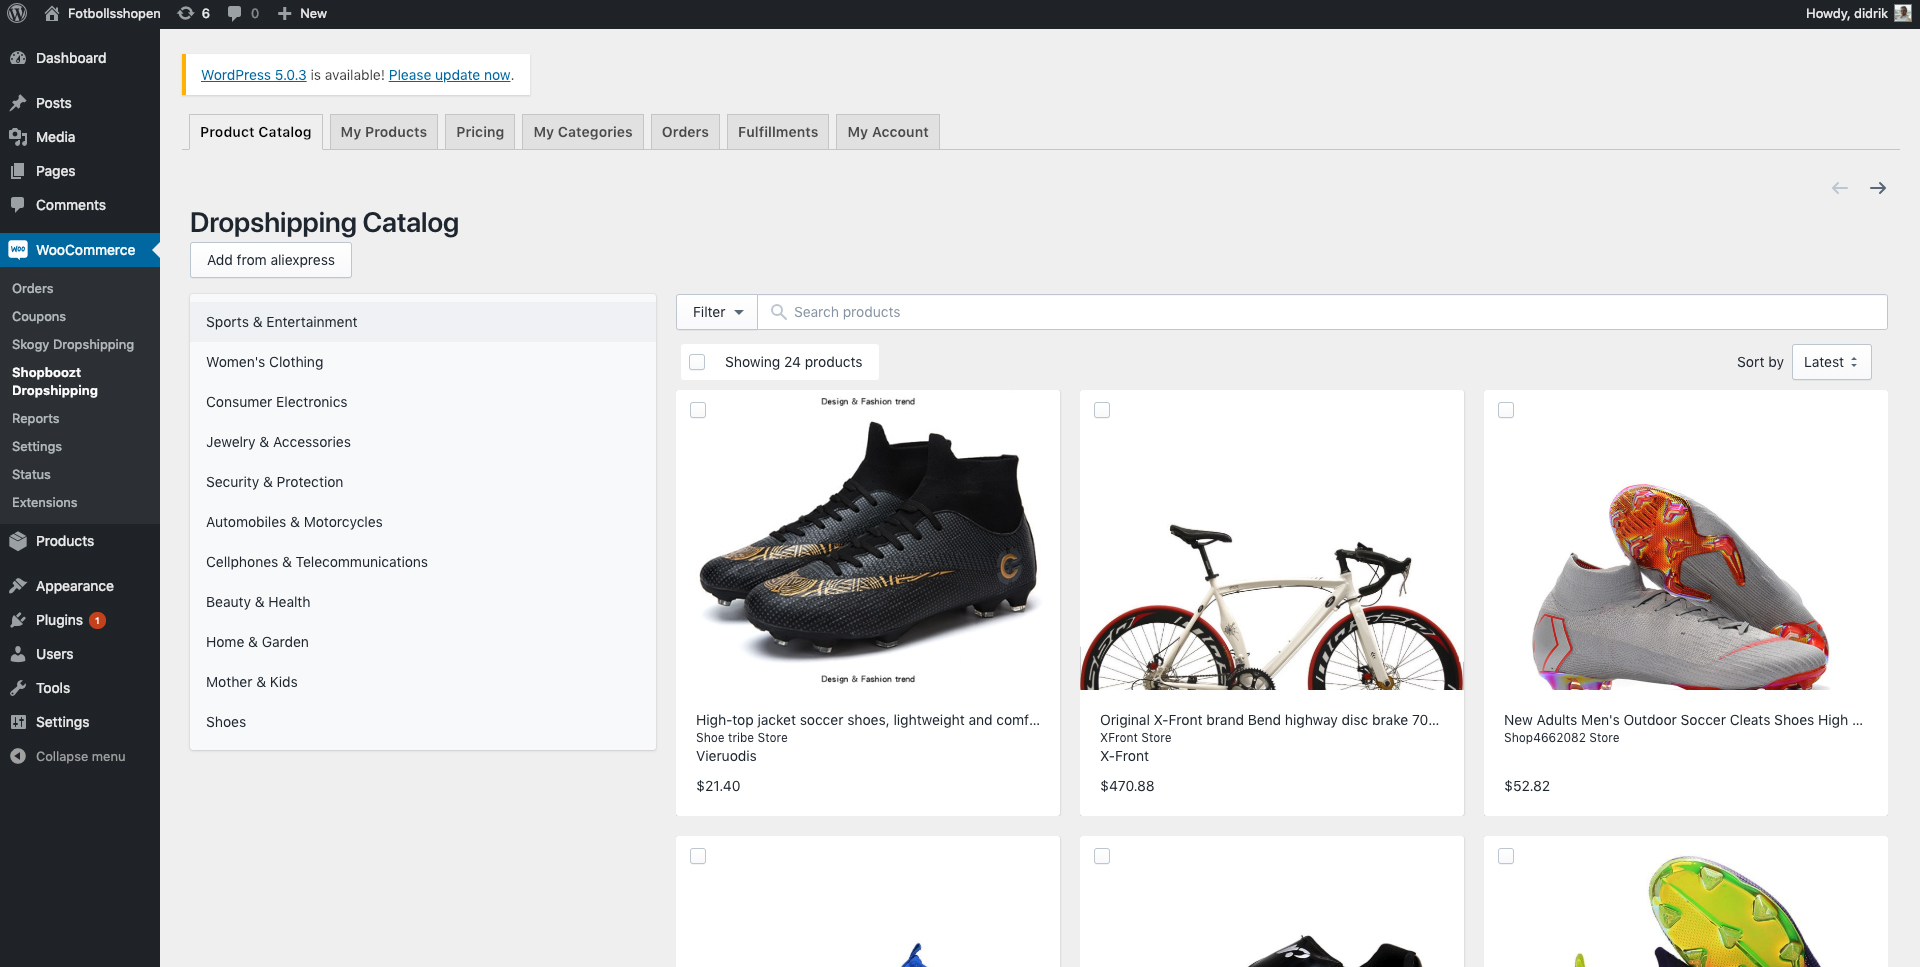 Fotbollsshopen
6
0
New
Howdy, didrik
Dashboard
Posts
Media
Pages
Comments
WOO
WooCommerce
Orders
Coupons
Skogy Dropshipping
Shopboozt
Dropshipping
Reports
Settings
Status
Extensions
Products
Appearance
Plugins 1
Users
Tools
Settings
Collapse menu
WordPress 5.0.3 is available! Please update now.
Product Catalog
My Products
Pricing
My Categories
Orders
Fulfillments
My Account
Dropshipping Catalog
Add from aliexpress
Sports & Entertainment
Women's Clothing
Consumer Electronics
Jewelry & Accessories
Security & Protection
Automobiles & Motorcycles
Cellphones & Telecommunications
Beauty & Health
Home & Garden
Mother & Kids
Shoes
Filter
Search products
Showing 24 products
Sort by
Latest
Design & Fashion trend
Design & Fashion trend
High-top jacket soccer shoes, lightweight and comf...
Shoe tribe Store
Vieruodis
$21.40
Original X-Front brand Bend highway disc brake 70...
XFront Store
X-Front
$470.88
New Adults Men's Outdoor Soccer Cleats Shoes High ...
Shop4662082 Store
$52.82